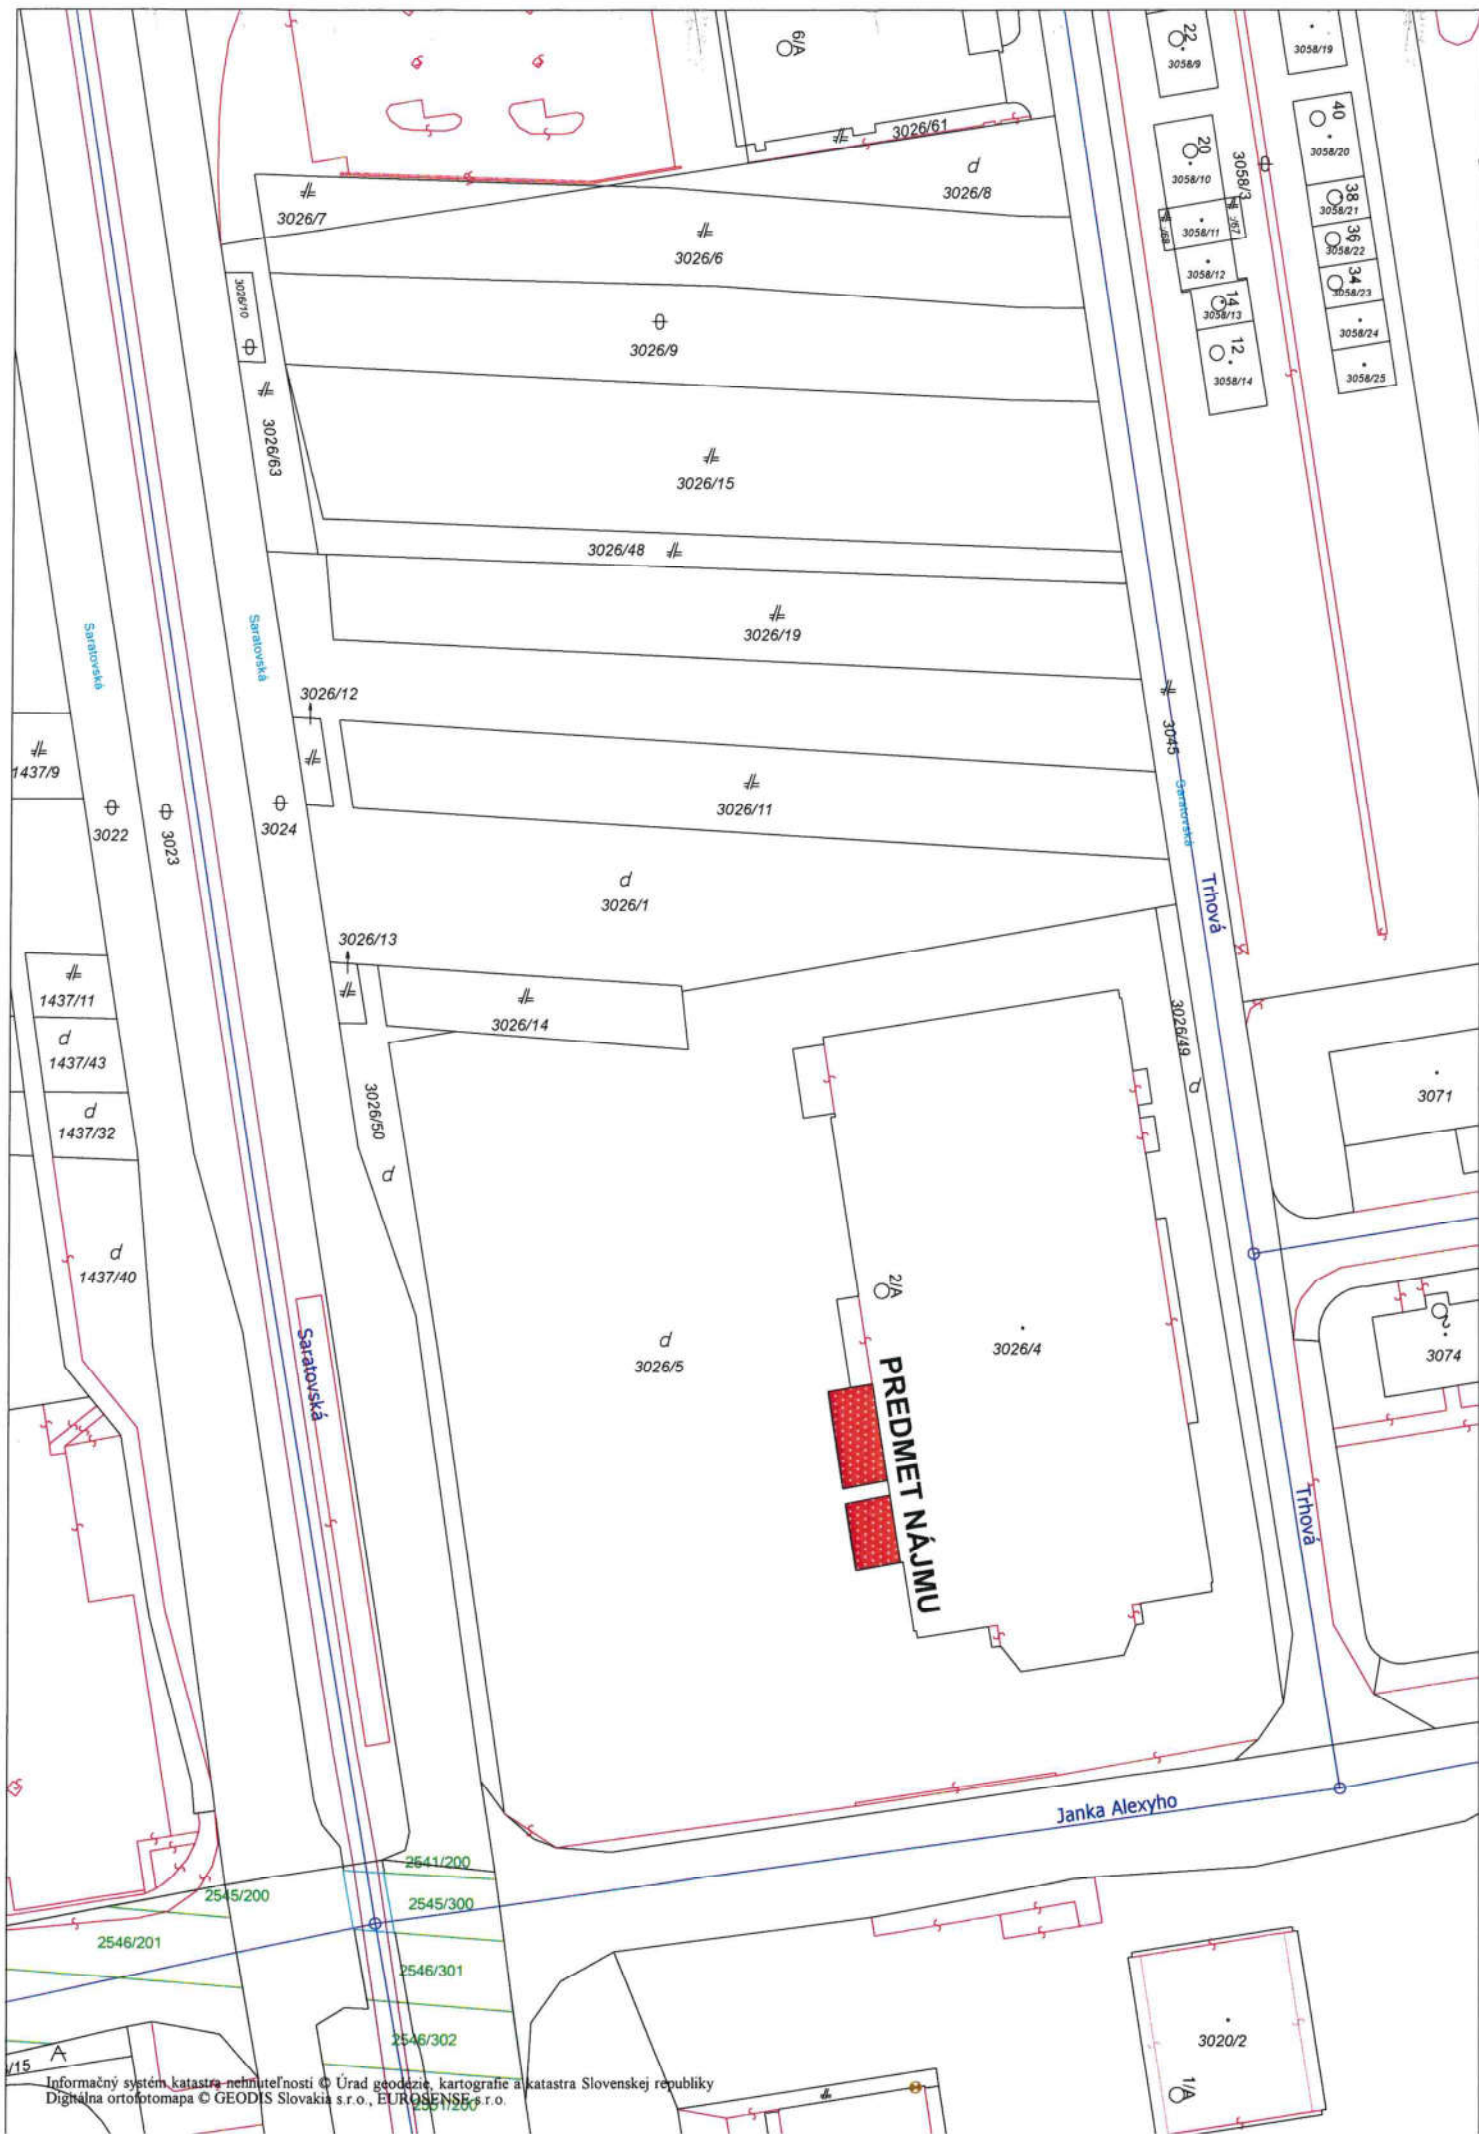 6/A
22
3058/9
3058/19
3026/61
40
3058/20
20
3058/10
3058/3
d
3026/8
3026/7
38
3058/21
3058/11
3026/6
36
3058/22
3058/12
34
3058/23
3026/10
14
3058/13
3026/9
3058/24
12
3058/14
3058/25
3026/63
3026/15
3026/48
3026/19
Saratovská
Saratovská
3026/12
3045
1437/9
3026/11
Saratovská
3022
3023
3024
d
3026/1
Trhová
3026/13
1437/11
3026/14
3026/49
d
1437/43
d
3071
3026/50
d
d
1437/32
d
1437/40
2/A
d
3026/5
3026/4
2
3074
Saratovská
PREDMET NÁJMU
Trhová
Janka Alexyho
2541/200
2545/200
2545/300
2546/201
2546/301
2546/302
3020/2
A
/15
1/A
Informačný systém katastra nehnuteľností © Úrad geodézie, kartografie a katastra Slovenskej republiky
Digitálna ortofotomapa © GEODIS Slovakia s.r.o., EUROSENSE s.r.o.